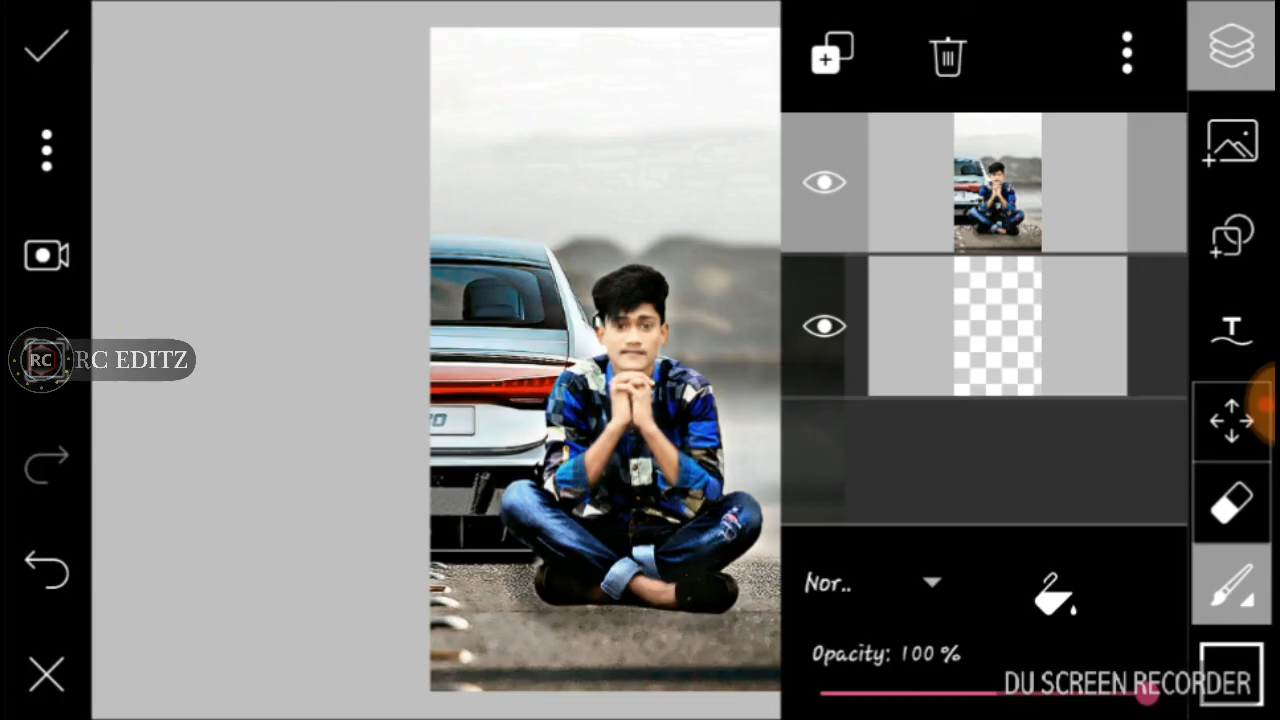 RC
RC EDITZ
T
Nor..
Opacity: 100 %
DU SCREEN RECORDER